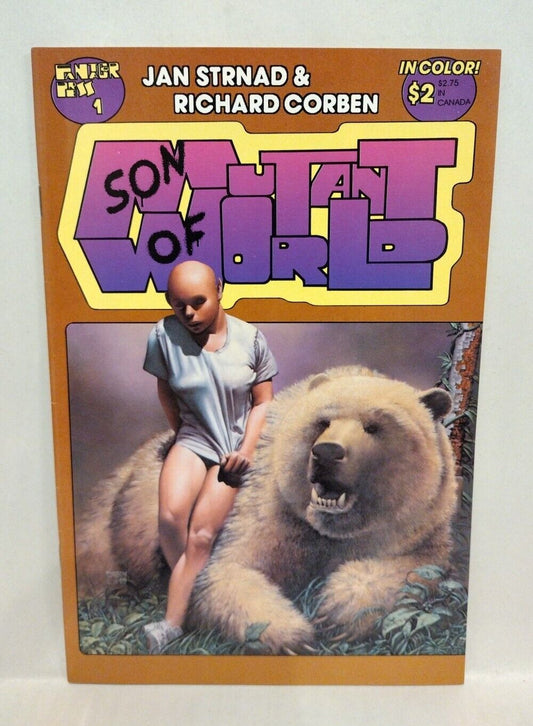 FANTAGOR
PRESS
1
JAN STRNAD &
RICHARD CORBEN
IN COLOR!
$2
$2.75
IN
CANADA
SON
OF
MUTANT
WORLD